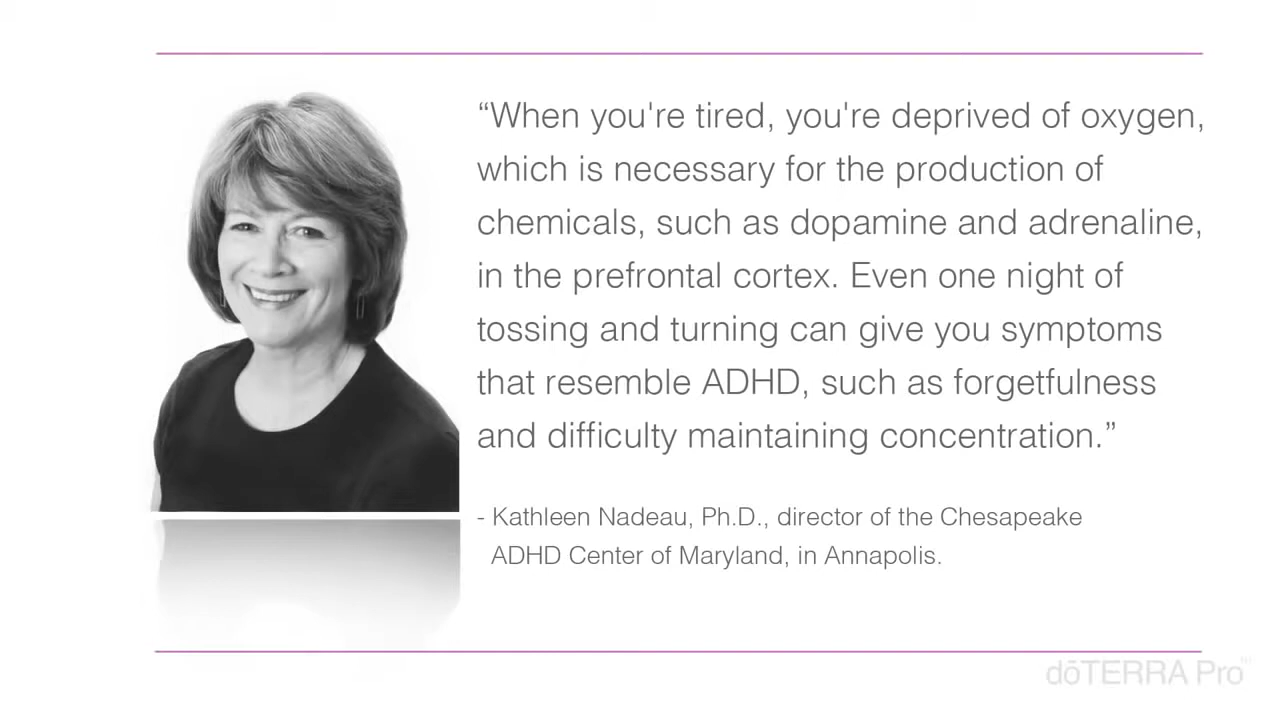 “When you're tired, you're deprived of oxygen,
which is necessary for the production of
chemicals, such as dopamine and adrenaline,
in the prefrontal cortex. Even one night of
tossing and turning can give you symptoms
that resemble ADHD, such as forgetfulness
and difficulty maintaining concentration.”
- Kathleen Nadeau, Ph.D., director of the Chesapeake
ADHD Center of Maryland, in Annapolis.
dōTERRA Pro™